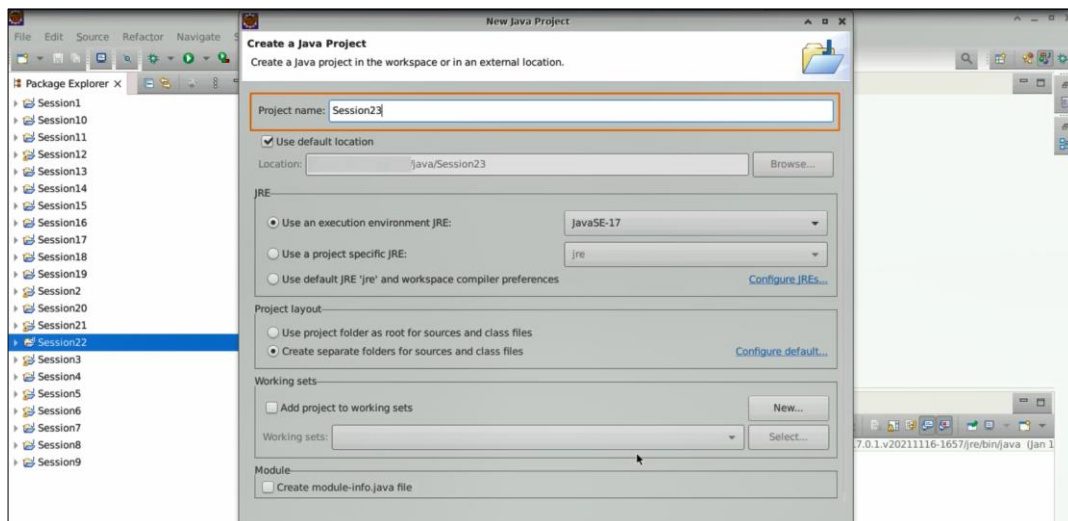 New Java Project
File Edit Source Refactor Navigate
Create a Java Project
Create a Java project in the workspace or in an external location.
Package Explorer
Session1
Session10
Session11
Session12
Session13
Session14
Session15
Session16
Session17
Session18
Session19
Session2
Session20
Session21
Session22
Session3
Session4
Session5
Session6
Session7
Session8
Session9
Project name: Session23
Use default location
Location: /java/Session23 Browse...
JRE
Use an execution environment JRE: JavaSE-17
Use a project specific JRE: jre
Use default JRE 'jre' and workspace compiler preferences Configure JREs...
Project layout
Use project folder as root for sources and class files
Create separate folders for sources and class files Configure default...
Working sets
Add project to working sets New...
Working sets: Select...
Module
Create module-info.java file
7.0.1.v20211116-1657/jre/bin/java (Jan 1